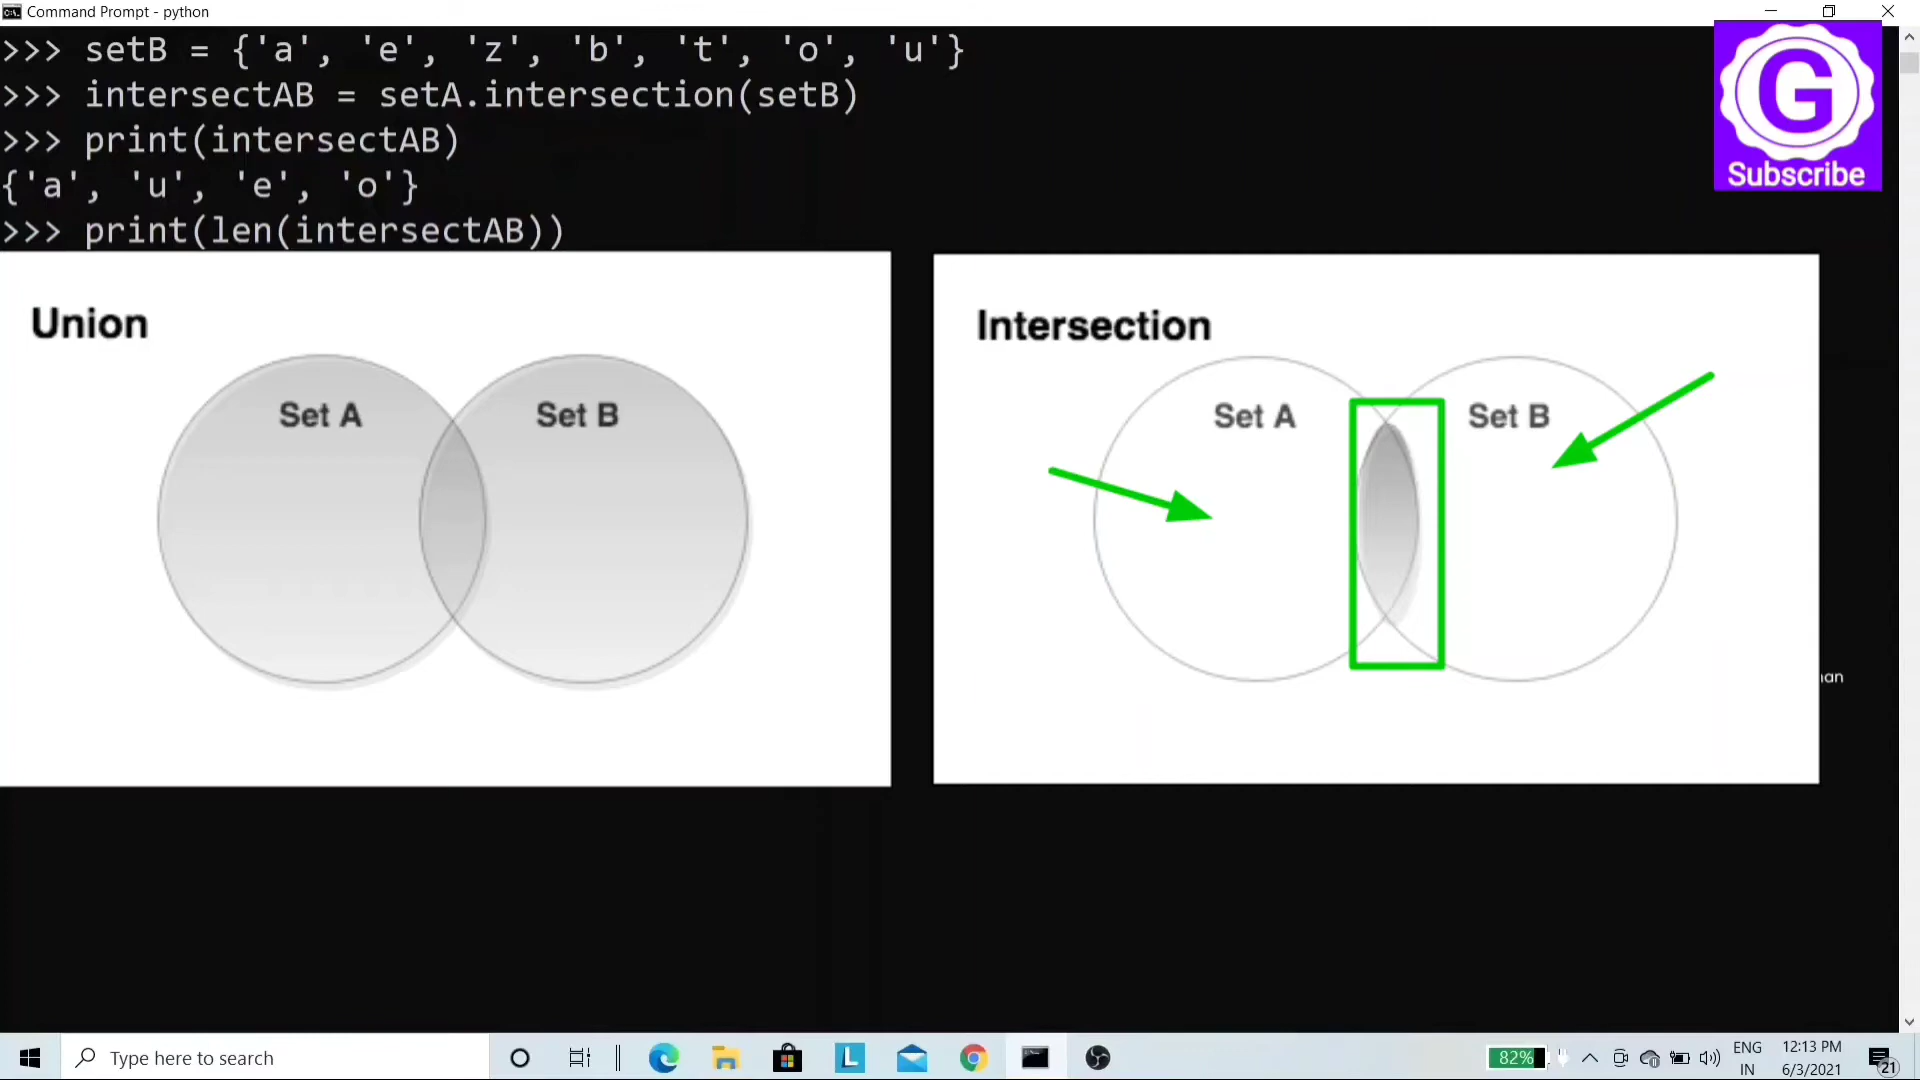 Command Prompt - python
>>> setB = {'a', 'e', 'z', 'b', 't', 'o', 'u'}
>>> intersectAB = setA.intersection(setB)
>>> print(intersectAB)
{'a', 'u', 'e', 'o'}
>>> print(len(intersectAB))
G
Subscribe
Union
Set A
Set B
Intersection
Set A
Set B
Type here to search
L
82%
ENG
IN
12:13 PM
6/3/2021
21